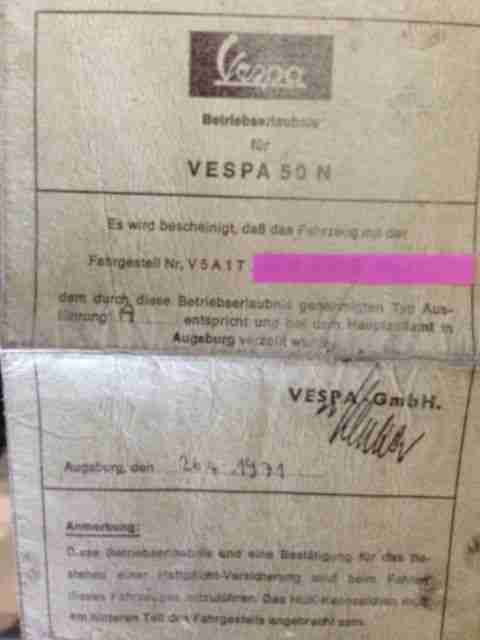 Vespa
Betriebserlaubnis
für
VESPA 50 N
Es wird bescheinigt, daß das Fahrzeug mit der
Fahrgestell Nr. V5A1T
dem durch diese Betriebserlaubnis genehmigten Typ Aus-
führung A entspricht und bei dem Hauptzollamt in
Augsburg verzollt wurde
VESPA-GmbH.
Augsburg, den 20.4.1971
Anmerkung:
Diese Betriebserlaubnis und eine Bestätigung für das Be-
stehen einer Haftpflicht-Versicherung sind beim Fahren
dieses Fahrzeuges mitzuführen. Das HUK-Kennzeichen muß
am hinteren Teil des Fahrgestells angebracht sein.